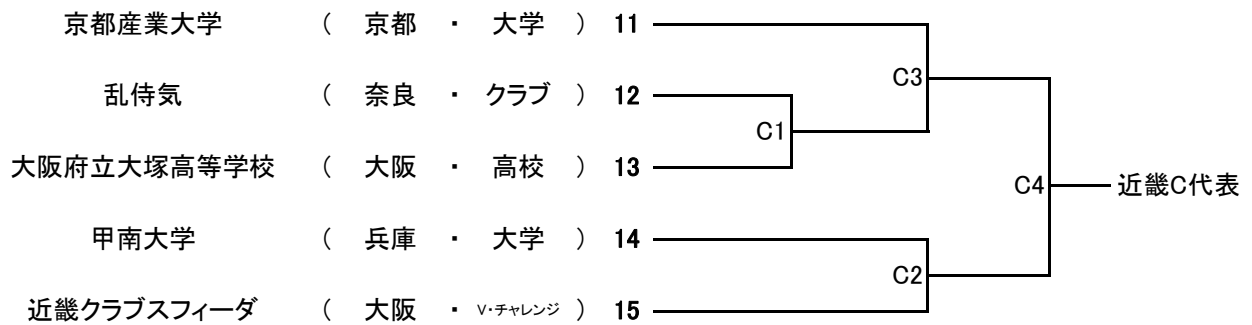 京都産業大学 （ 京都 ・ 大学 ） 11
C3
乱侍気 （ 奈良 ・ クラブ ） 12
C1
大阪府立大塚高等学校 （ 大阪 ・ 高校 ） 13
C4 近畿C代表
甲南大学 （ 兵庫 ・ 大学 ） 14
C2
近畿クラブスフィーダ （ 大阪 ・ V・チャレンジ ） 15